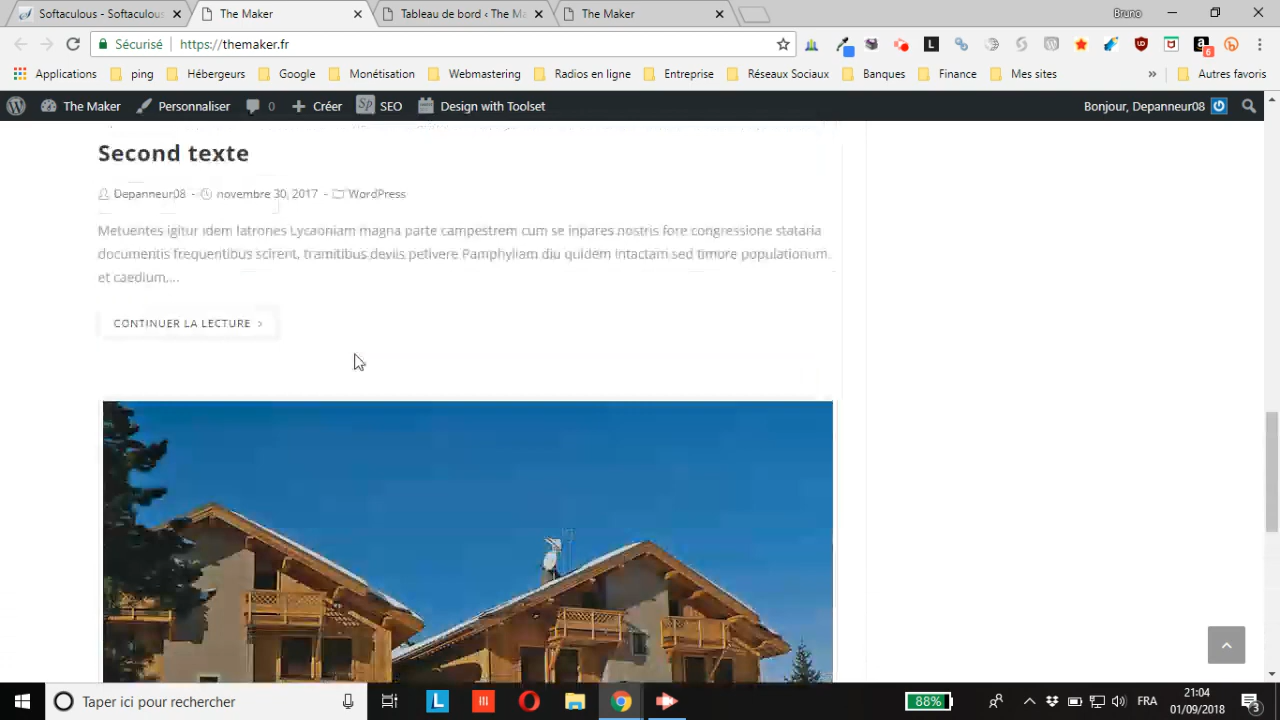 Softaculous - Softaculous
The Maker
Tableau de bord ‹ The Ma
The Maker
Bruno
Sécurisé
https://themaker.fr
6
Applications
ping
Hébergeurs
Google
Monétisation
Webmastering
Radios en ligne
Entreprise
Réseaux Sociaux
Banques
Finance
Mes sites
»
Autres favoris
The Maker
Personnaliser
0
Créer
Sp SEO
Design with Toolset
Bonjour, Depanneur08
Second texte
Depanneur08 - novembre 30, 2017 - WordPress
Metuentes igitur idem latrones Lycaoniam magna parte campestrem cum se inpares nostris fore congressione stataria
documentis frequentibus scirent, tramitibus deviis petivere Pamphyliam diu quidem intactam sed timore populationum
et caedium,...
CONTINUER LA LECTURE >
Taper ici pour rechercher
88%
FRA
21:04
01/09/2018
3